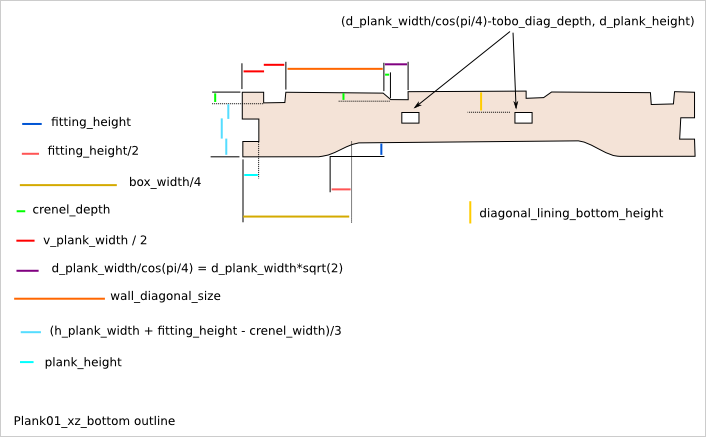 (d_plank_width/cos(pi/4)-tobo_diag_depth, d_plank_height)
fitting_height
fitting_height/2
box_width/4
crenel_depth
diagonal_lining_bottom_height
v_plank_width / 2
d_plank_width/cos(pi/4) = d_plank_width*sqrt(2)
wall_diagonal_size
(h_plank_width + fitting_height - crenel_width)/3
plank_height
Plank01_xz_bottom outline